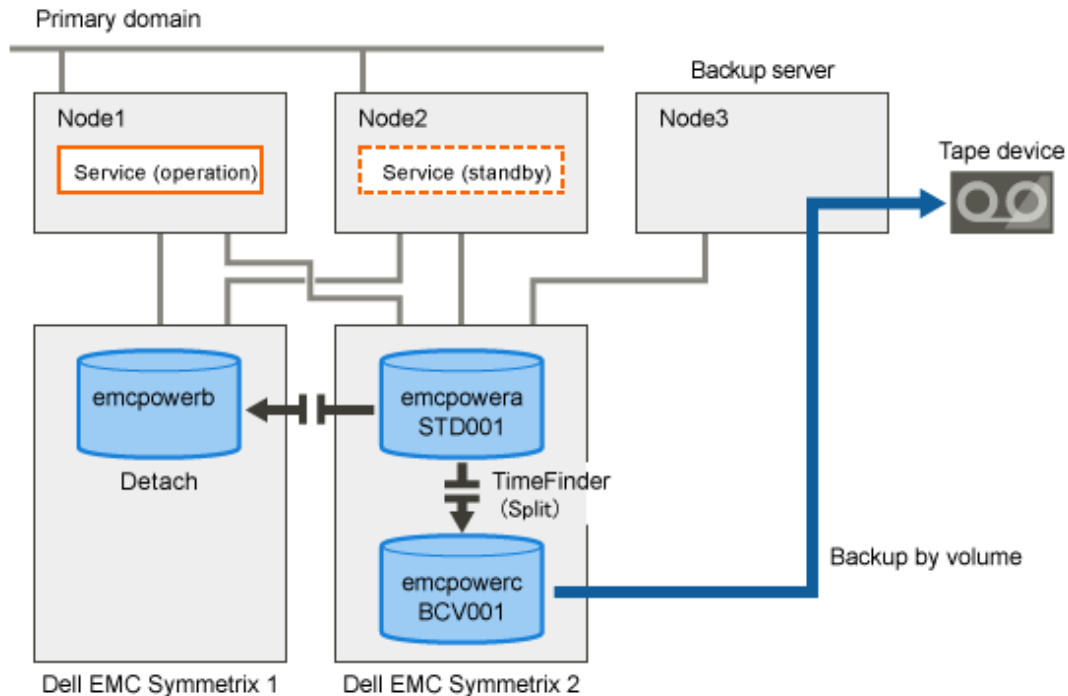 Primary domain
Backup server
Node1
Node2
Node3
Service (operation)
Service (standby)
Tape device
emcpowerb
emcpowera
STD001
Detach
TimeFinder
(Split)
emcpowerc
BCV001
Backup by volume
Dell EMC Symmetrix 1
Dell EMC Symmetrix 2